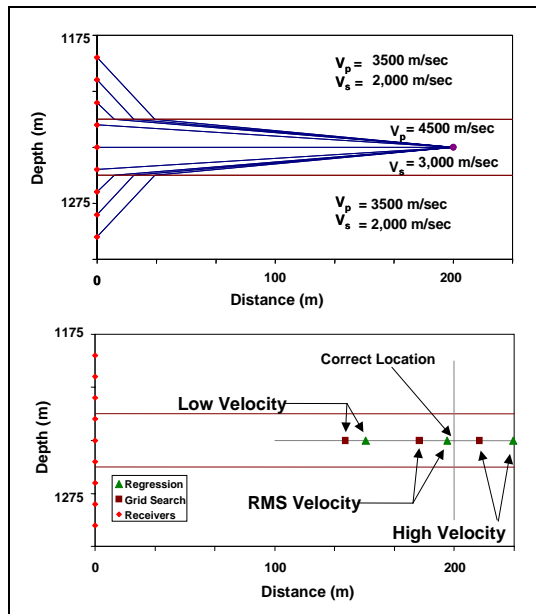 1175
Vp = 3500 m/sec
Vs = 2,000 m/sec
Vp = 4500 m/sec
Vs = 3,000 m/sec
Depth (m)
1275
Vp = 3500 m/sec
Vs = 2,000 m/sec
0
100
200
Distance (m)
1175
Correct Location
Low Velocity
Depth (m)
Regression
Grid Search
Receivers
RMS Velocity
1275
High Velocity
0
100
200
Distance (m)